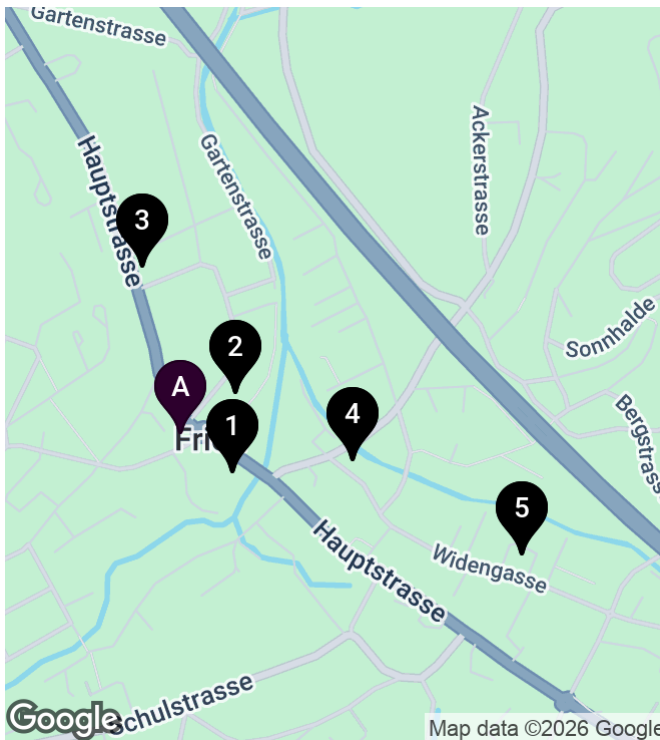 Gartenstrasse
Hauptstrasse
Gartenstrasse
Ackerstrasse
3
Sonnhalde
2
A
1
4
Bergstrass
5
Hauptstrasse
Widengasse
Schulstrasse
Google
Map data ©2026 Google